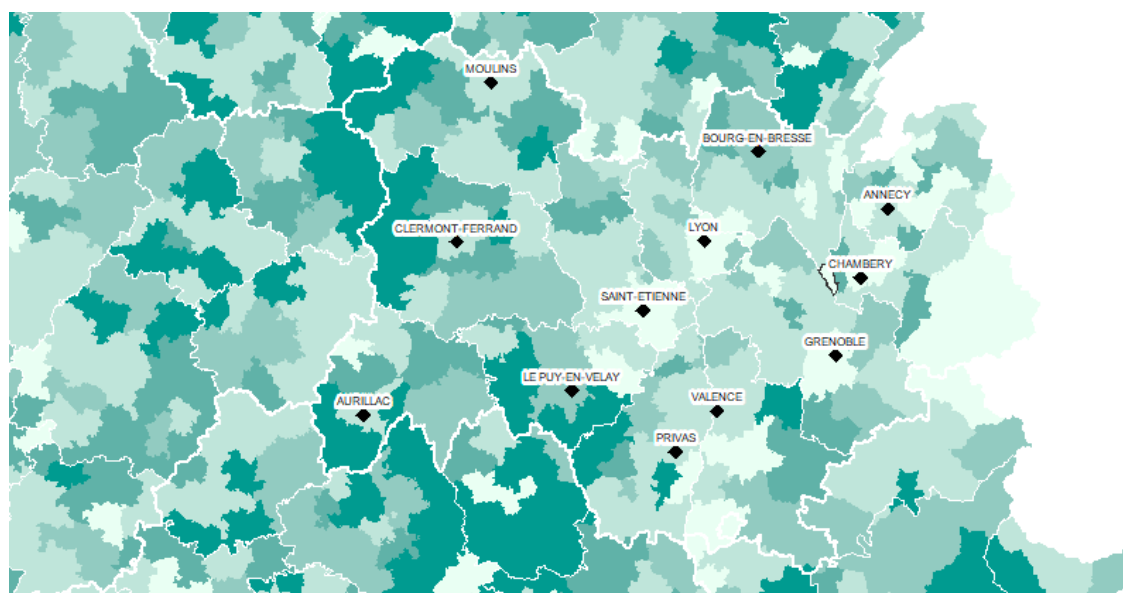 MOULINS
BOURG-EN-BRESSE
ANNECY
CLERMONT-FERRAND
LYON
CHAMBERY
SAINT-ETIENNE
GRENOBLE
LE PUY-EN-VELAY
AURILLAC
VALENCE
PRIVAS